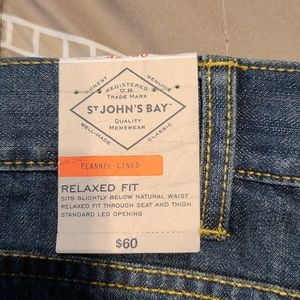 HONEST GENUINE
REGISTERED
U.S.
TRADE MARK
ST JOHN'S BAY™
QUALITY
MENSWEAR
WELL-MADE CLASSIC
FLANNEL LINED
RELAXED FIT
SITS SLIGHTLY BELOW NATURAL WAIST
RELAXED FIT THROUGH SEAT AND THIGH
STANDARD LEG OPENING
$60